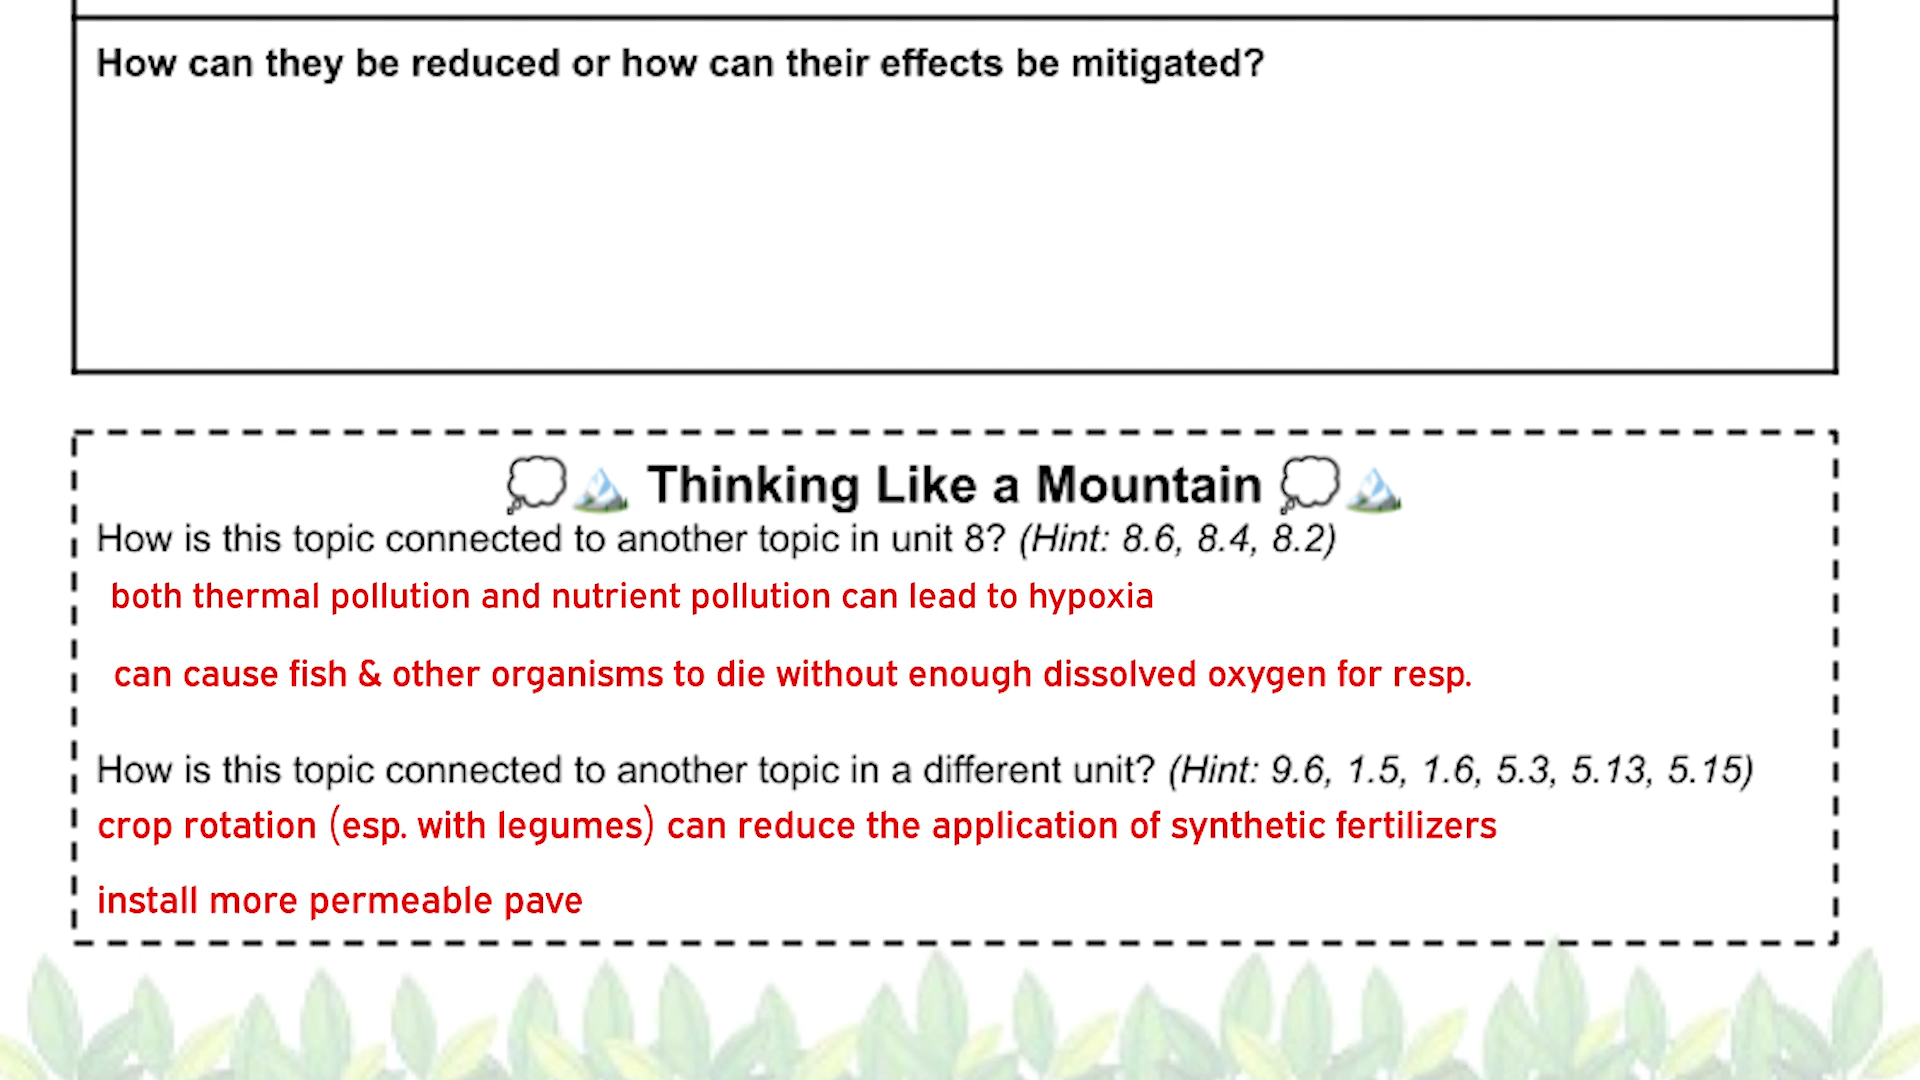 How can they be reduced or how can their effects be mitigated?
Thinking Like a Mountain
How is this topic connected to another topic in unit 8? (Hint: 8.6, 8.4, 8.2)
both thermal pollution and nutrient pollution can lead to hypoxia
can cause fish & other organisms to die without enough dissolved oxygen for resp.
How is this topic connected to another topic in a different unit? (Hint: 9.6, 1.5, 1.6, 5.3, 5.13, 5.15)
crop rotation (esp. with legumes) can reduce the application of synthetic fertilizers
install more permeable pave